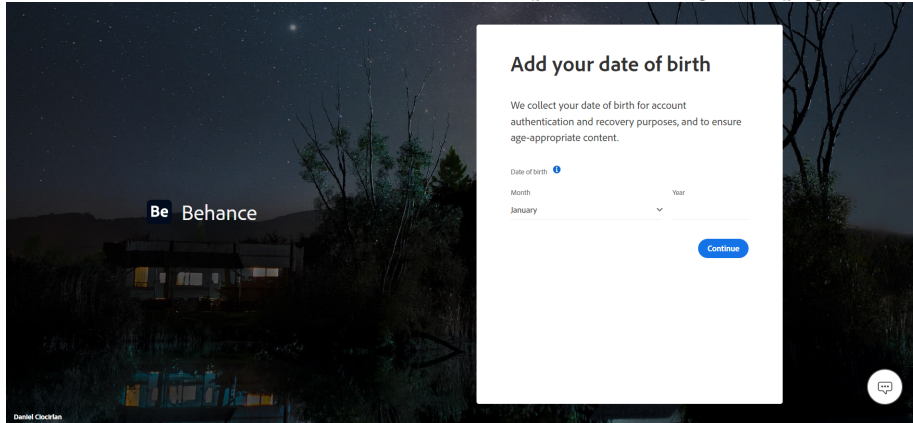 Be Behance
Add your date of birth
We collect your date of birth for account
authentication and recovery purposes, and to ensure
age-appropriate content.
Date of birth
Month
Year
January
Continue
Daniel Ciocirlan